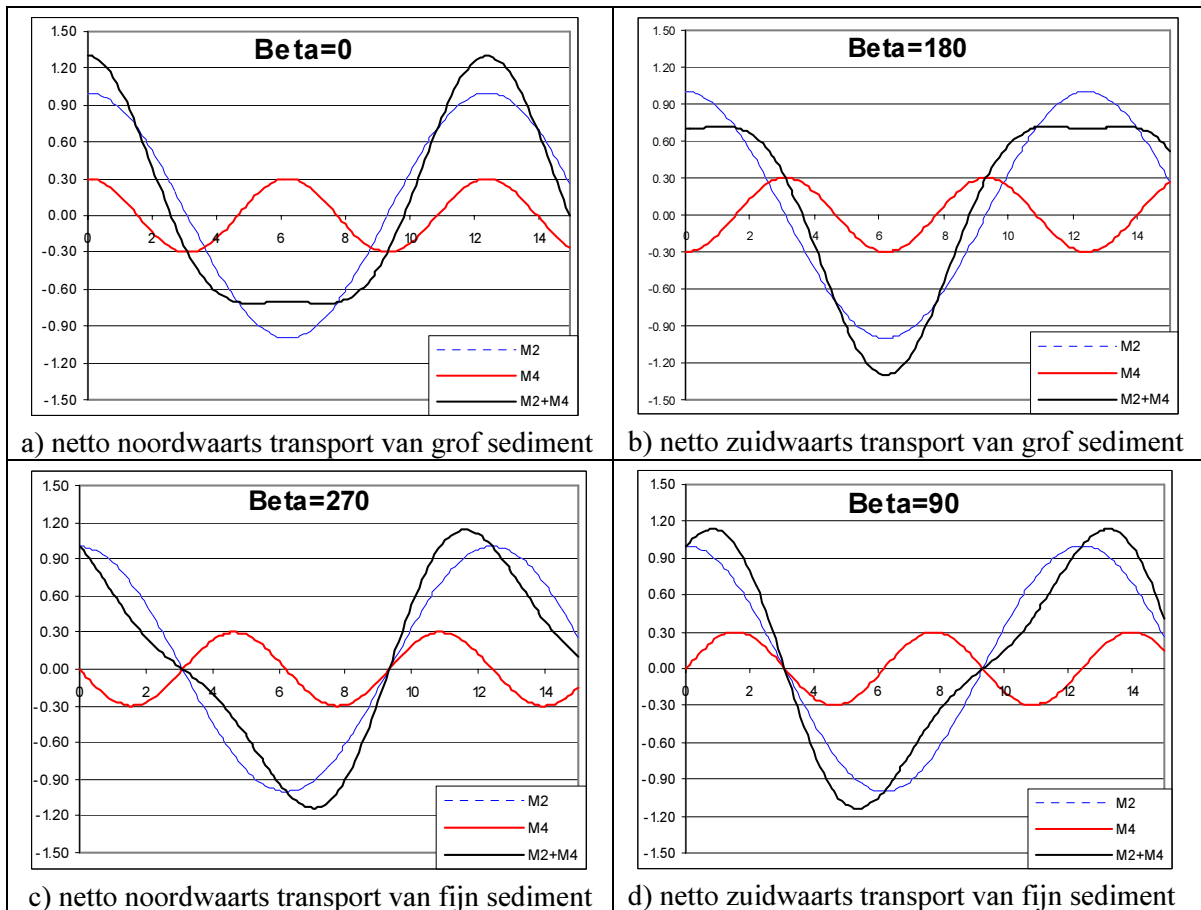 Beta=0
1.50
1.20
0.90
0.60
0.30
0.00
-0.30
-0.60
-0.90
-1.20
-1.50
0 2 4 6 8 10 12 14
M2
M4
M2+M4
a) netto noordwaarts transport van grof sediment
Beta=180
1.50
1.20
0.90
0.60
0.30
0.00
-0.30
-0.60
-0.90
-1.20
-1.50
0 2 4 6 8 10 12 14
M2
M4
M2+M4
b) netto zuidwaarts transport van grof sediment
Beta=270
1.50
1.20
0.90
0.60
0.30
0.00
-0.30
-0.60
-0.90
-1.20
-1.50
0 2 4 6 8 10 12 14
M2
M4
M2+M4
c) netto noordwaarts transport van fijn sediment
Beta=90
1.50
1.20
0.90
0.60
0.30
0.00
-0.30
-0.60
-0.90
-1.20
-1.50
0 2 4 6 8 10 12 14
M2
M4
M2+M4
d) netto zuidwaarts transport van fijn sediment